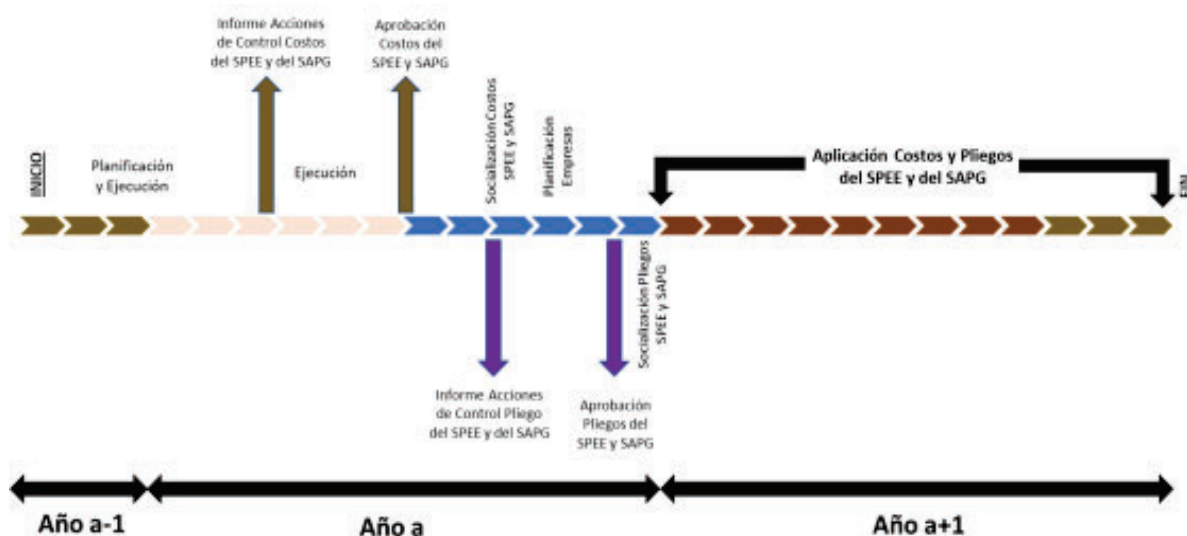 Informe Acciones
de Control Costos
del SPEE y del SAPG
Aprobación
Costos del
SPEE y SAPG
INICIO
Planificación
y Ejecución
Ejecución
Socialización Costos
SPEE y SAPG
Planificación
Empresas
Aplicación Costos y Pliegos
del SPEE y del SAPG
FIN
Socialización Pliegos
SPEE y SAPG
Informe Acciones
de Control Pliego
del SPEE y del SAPG
Aprobación
Pliegos del
SPEE y SAPG
Año a-1
Año a
Año a+1